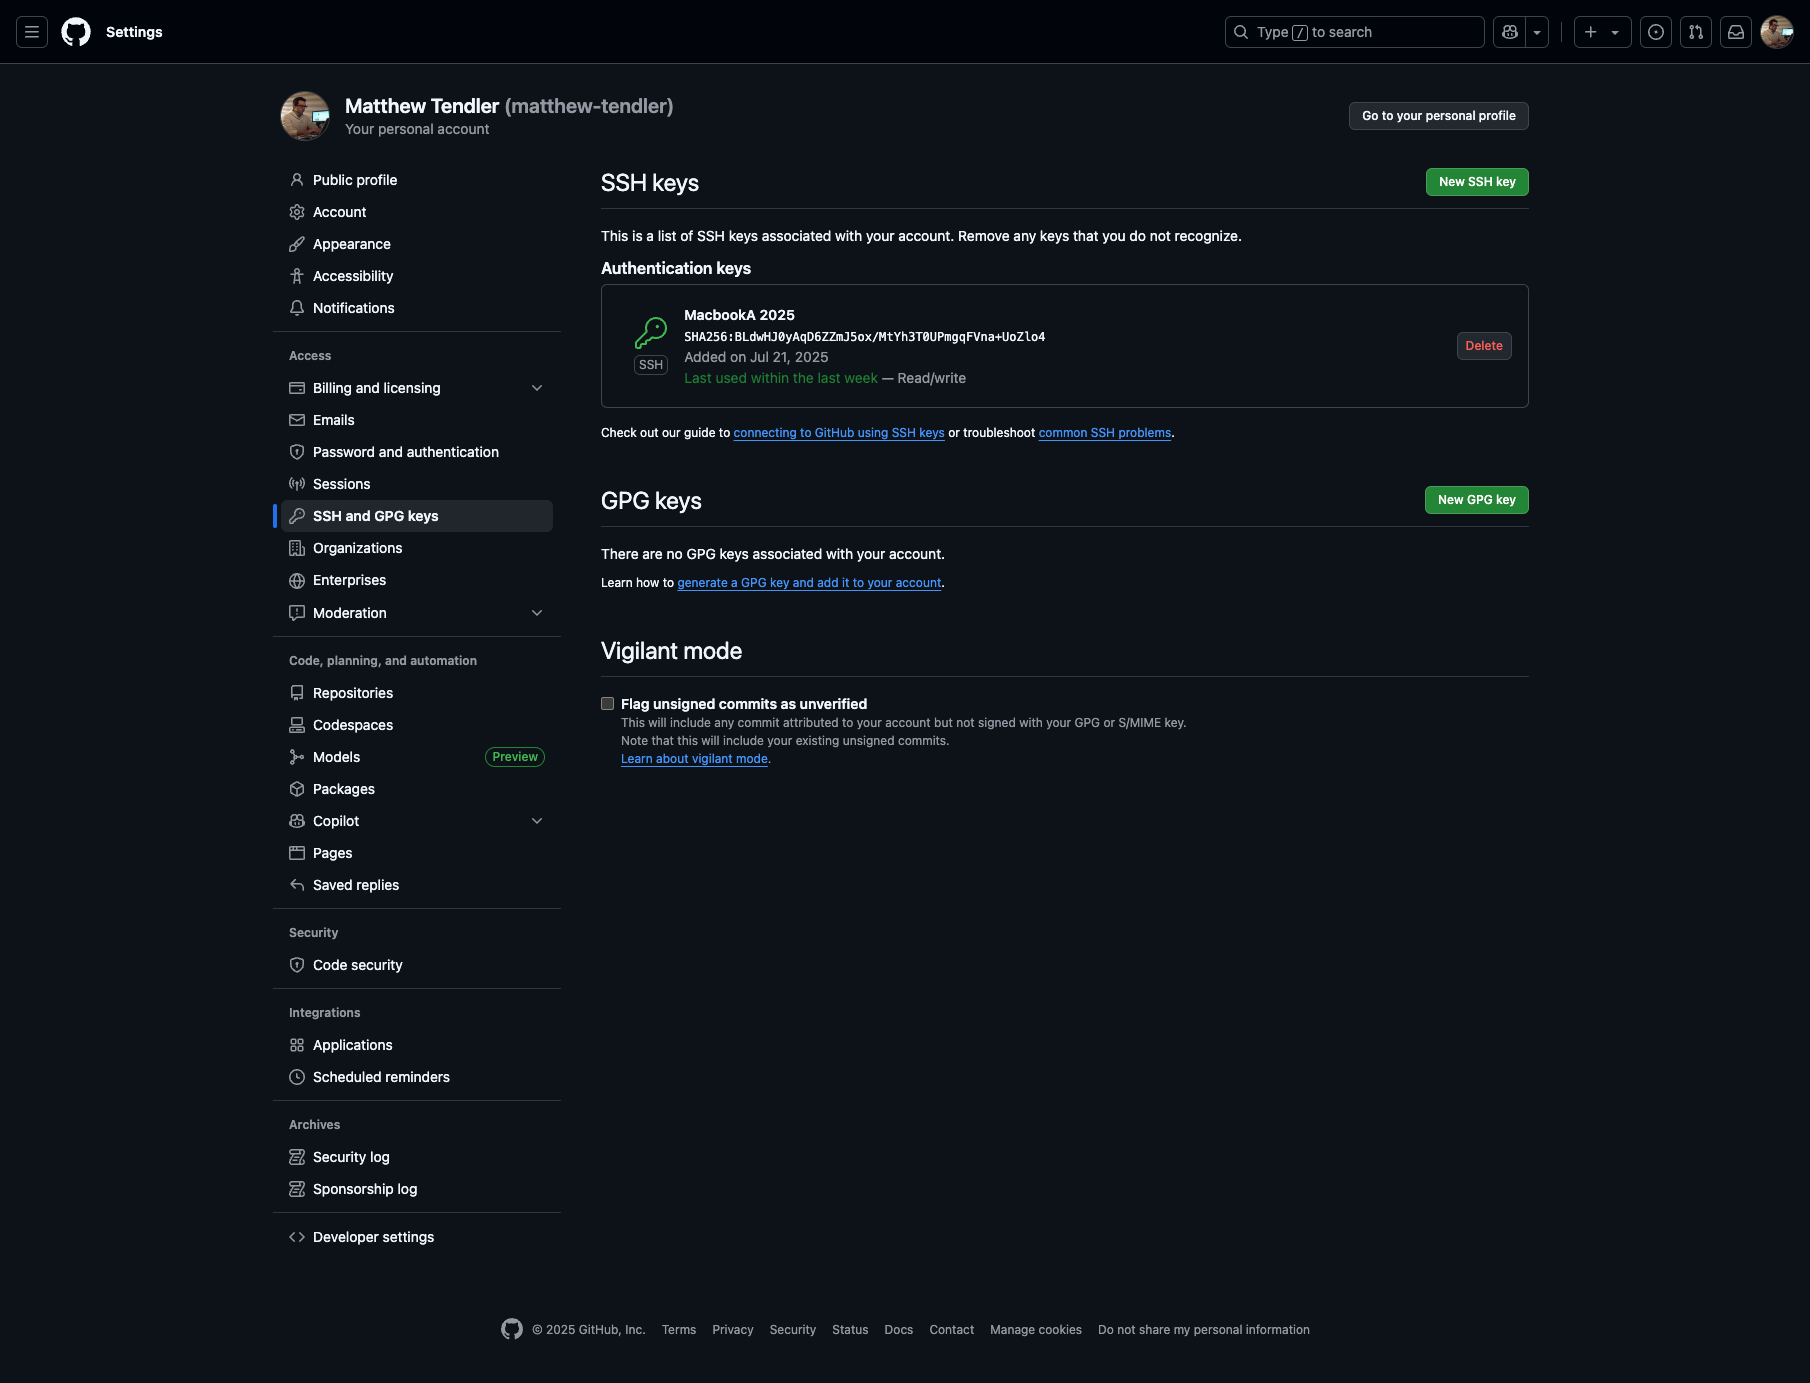 Settings
Type / to search
Matthew Tendler (matthew-tendler)
Your personal account
Go to your personal profile
Public profile
Account
Appearance
Accessibility
Notifications
Access
Billing and licensing
Emails
Password and authentication
Sessions
SSH and GPG keys
Organizations
Enterprises
Moderation
Code, planning, and automation
Repositories
Codespaces
Models Preview
Packages
Copilot
Pages
Saved replies
Security
Code security
Integrations
Applications
Scheduled reminders
Archives
Security log
Sponsorship log
Developer settings
SSH keys
New SSH key
This is a list of SSH keys associated with your account. Remove any keys that you do not recognize.
Authentication keys
MacbookA 2025
SHA256:BLdwHJ0yAqD6ZZmJ5ox/MtYh3T0UPmgqFVna+UoZlo4
Added on Jul 21, 2025
Last used within the last week — Read/write
SSH
Delete
Check out our guide to connecting to GitHub using SSH keys or troubleshoot common SSH problems.
GPG keys
New GPG key
There are no GPG keys associated with your account.
Learn how to generate a GPG key and add it to your account.
Vigilant mode
Flag unsigned commits as unverified
This will include any commit attributed to your account but not signed with your GPG or S/MIME key.
Note that this will include your existing unsigned commits.
Learn about vigilant mode.
© 2025 GitHub, Inc. Terms Privacy Security Status Docs Contact Manage cookies Do not share my personal information